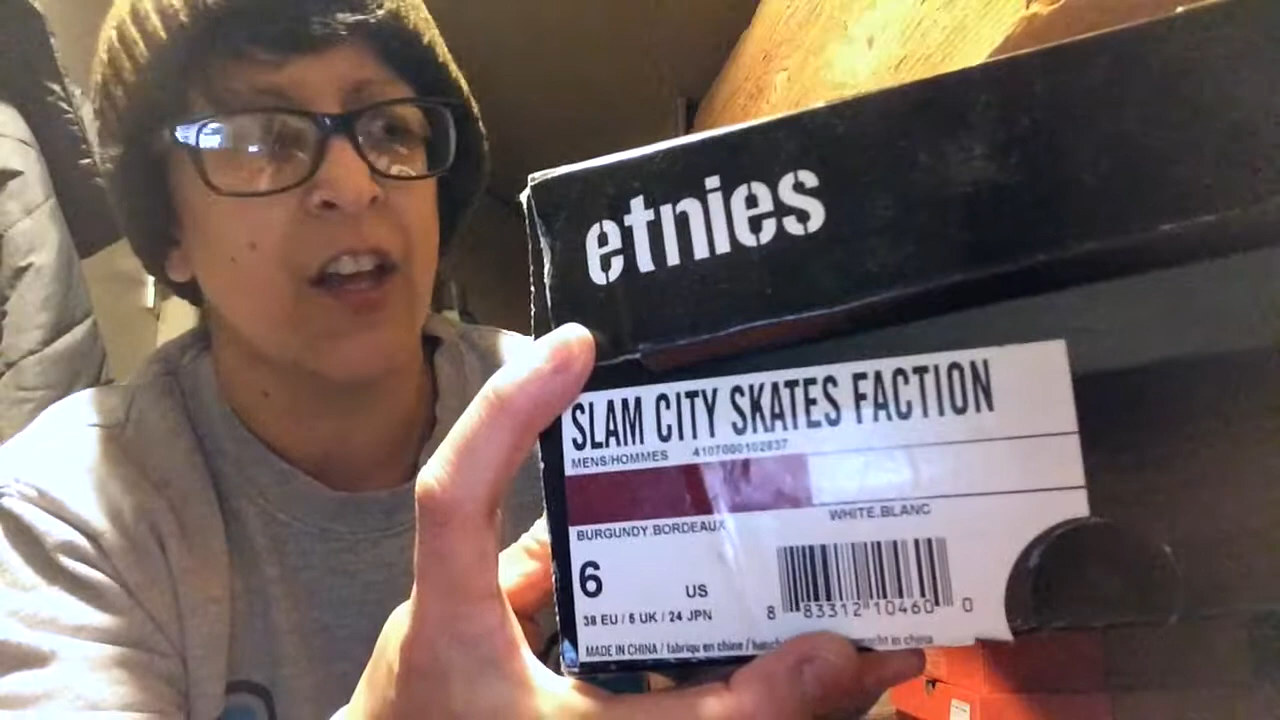 etnies
SLAM CITY SKATES FACTION
MENS/HOMMES 4107000102837
BURGUNDY.BORDEAUX WHITE.BLANC
6 US
38 EU / 5 UK / 24 JPN
8 83312 10460 0
MADE IN CHINA / fabriqu en chine /